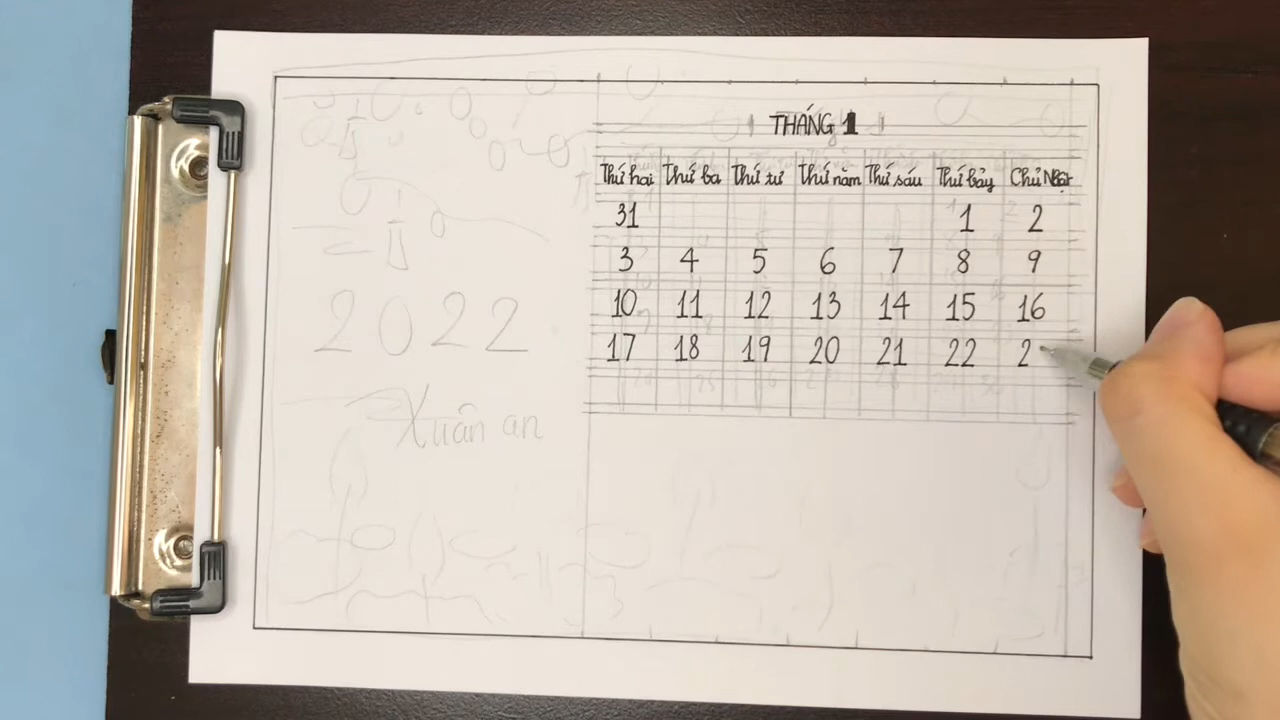 THÁNG 1
Thứ hai Thứ ba Thứ tư Thứ năm Thứ sáu Thứ bảy Chủ Nhật
31 1 2
3 4 5 6 7 8 9
10 11 12 13 14 15 16
17 18 19 20 21 22 2
2022
Xuân an